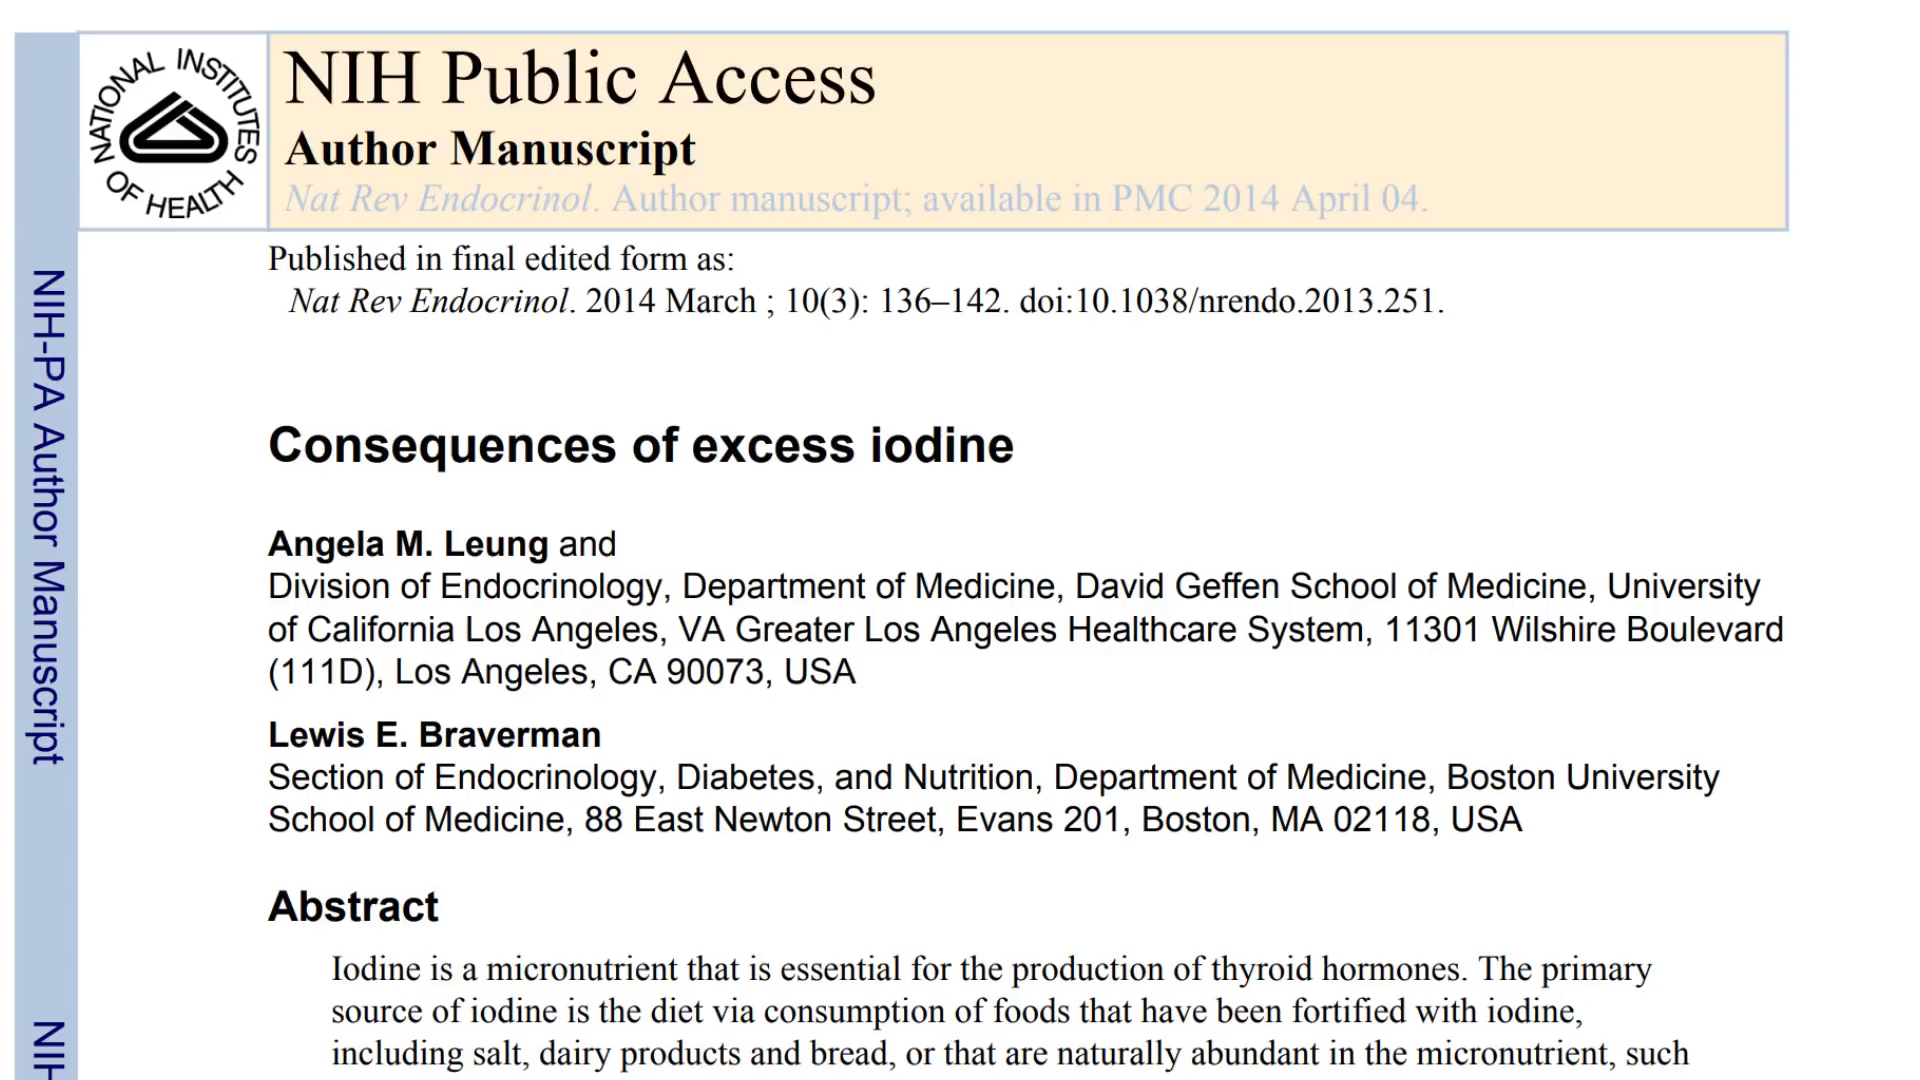 NATIONAL INSTITUTES
OF HEALTH
NIH Public Access
Author Manuscript
Nat Rev Endocrinol. Author manuscript; available in PMC 2014 April 04.
Published in final edited form as:
Nat Rev Endocrinol. 2014 March ; 10(3): 136–142. doi:10.1038/nrendo.2013.251.
Consequences of excess iodine
Angela M. Leung and
Division of Endocrinology, Department of Medicine, David Geffen School of Medicine, University
of California Los Angeles, VA Greater Los Angeles Healthcare System, 11301 Wilshire Boulevard
(111D), Los Angeles, CA 90073, USA
Lewis E. Braverman
Section of Endocrinology, Diabetes, and Nutrition, Department of Medicine, Boston University
School of Medicine, 88 East Newton Street, Evans 201, Boston, MA 02118, USA
Abstract
Iodine is a micronutrient that is essential for the production of thyroid hormones. The primary
source of iodine is the diet via consumption of foods that have been fortified with iodine,
including salt, dairy products and bread, or that are naturally abundant in the micronutrient, such
NIH-PA Author Manuscript
NIH